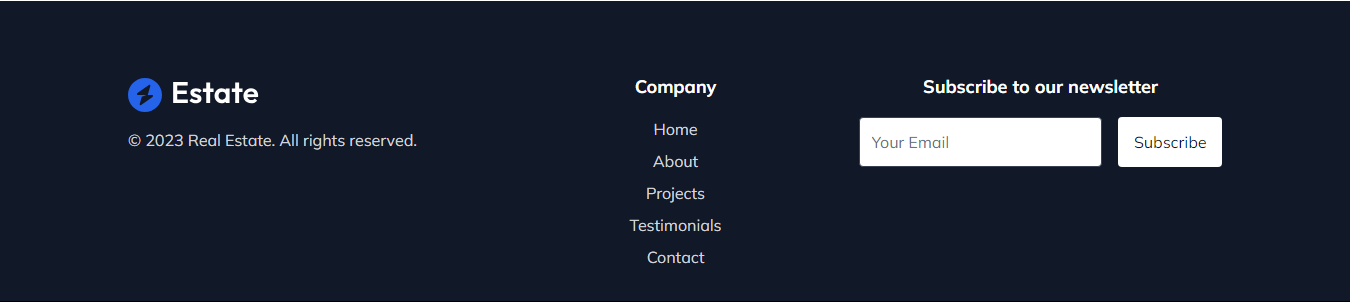 Estate
© 2023 Real Estate. All rights reserved.
Company
Home
About
Projects
Testimonials
Contact
Subscribe to our newsletter
Your Email
Subscribe